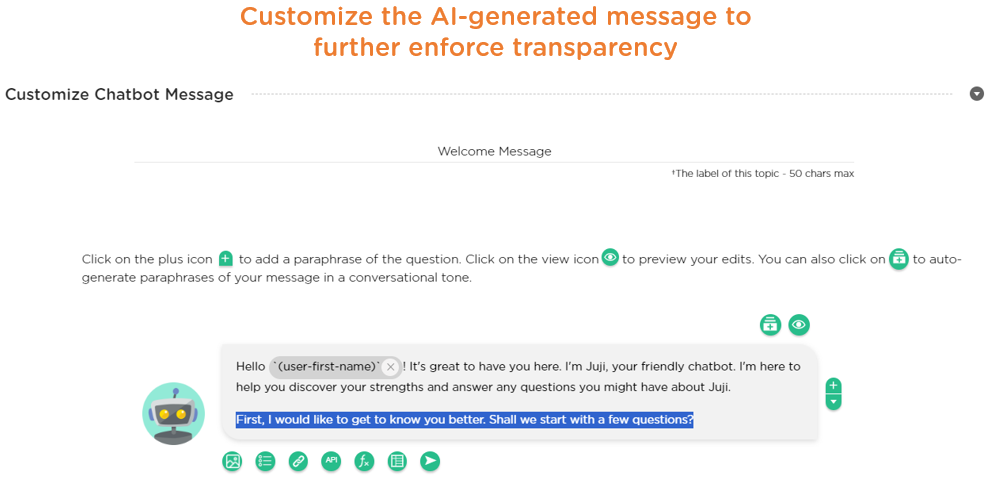 Customize the AI-generated message to
further enforce transparency
Customize Chatbot Message
Welcome Message
†The label of this topic - 50 chars max
Click on the plus icon + to add a paraphrase of the question. Click on the view icon to preview your edits. You can also click on to auto-
generate paraphrases of your message in a conversational tone.
Hello `(user-first-name)` × ! It's great to have you here. I'm Juji, your friendly chatbot. I'm here to
help you discover your strengths and answer any questions you might have about Juji.
First, I would like to get to know you better. Shall we start with a few questions?
API fx